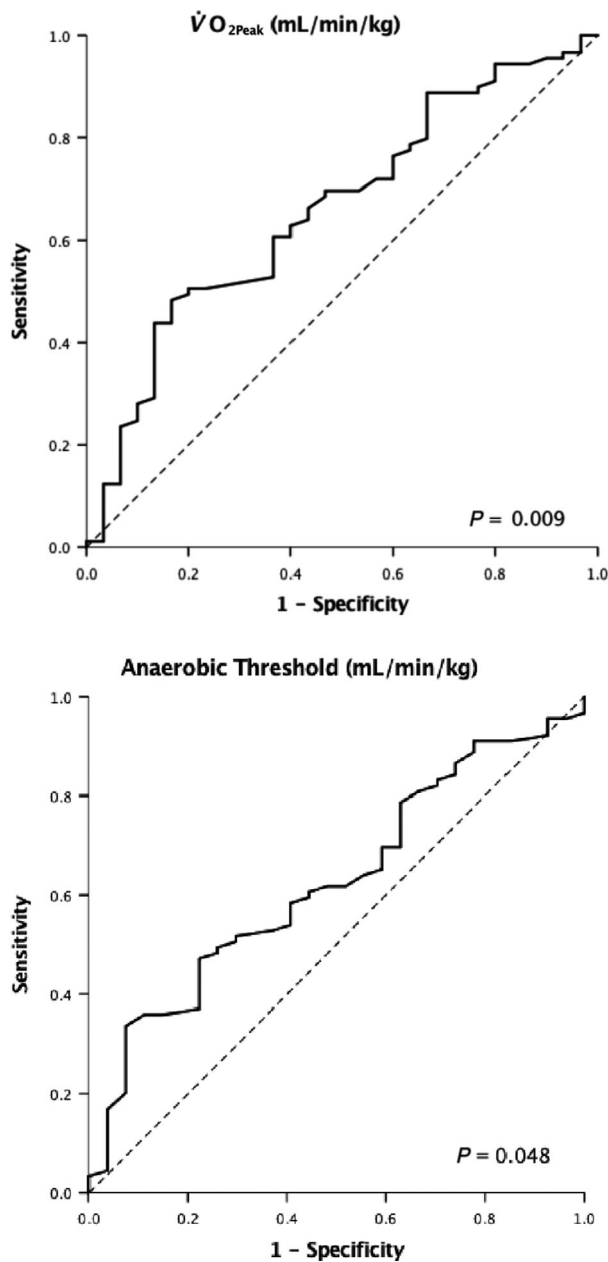 V̇O2Peak (mL/min/kg)
1.0
0.8
0.6
0.4
0.2
0.0
Sensitivity
P = 0.009
0.0 0.2 0.4 0.6 0.8 1.0
1 – Specificity
Anaerobic Threshold (mL/min/kg)
1.0
0.8
0.6
0.4
0.2
0.0
Sensitivity
P = 0.048
0.0 0.2 0.4 0.6 0.8 1.0
1 – Specificity